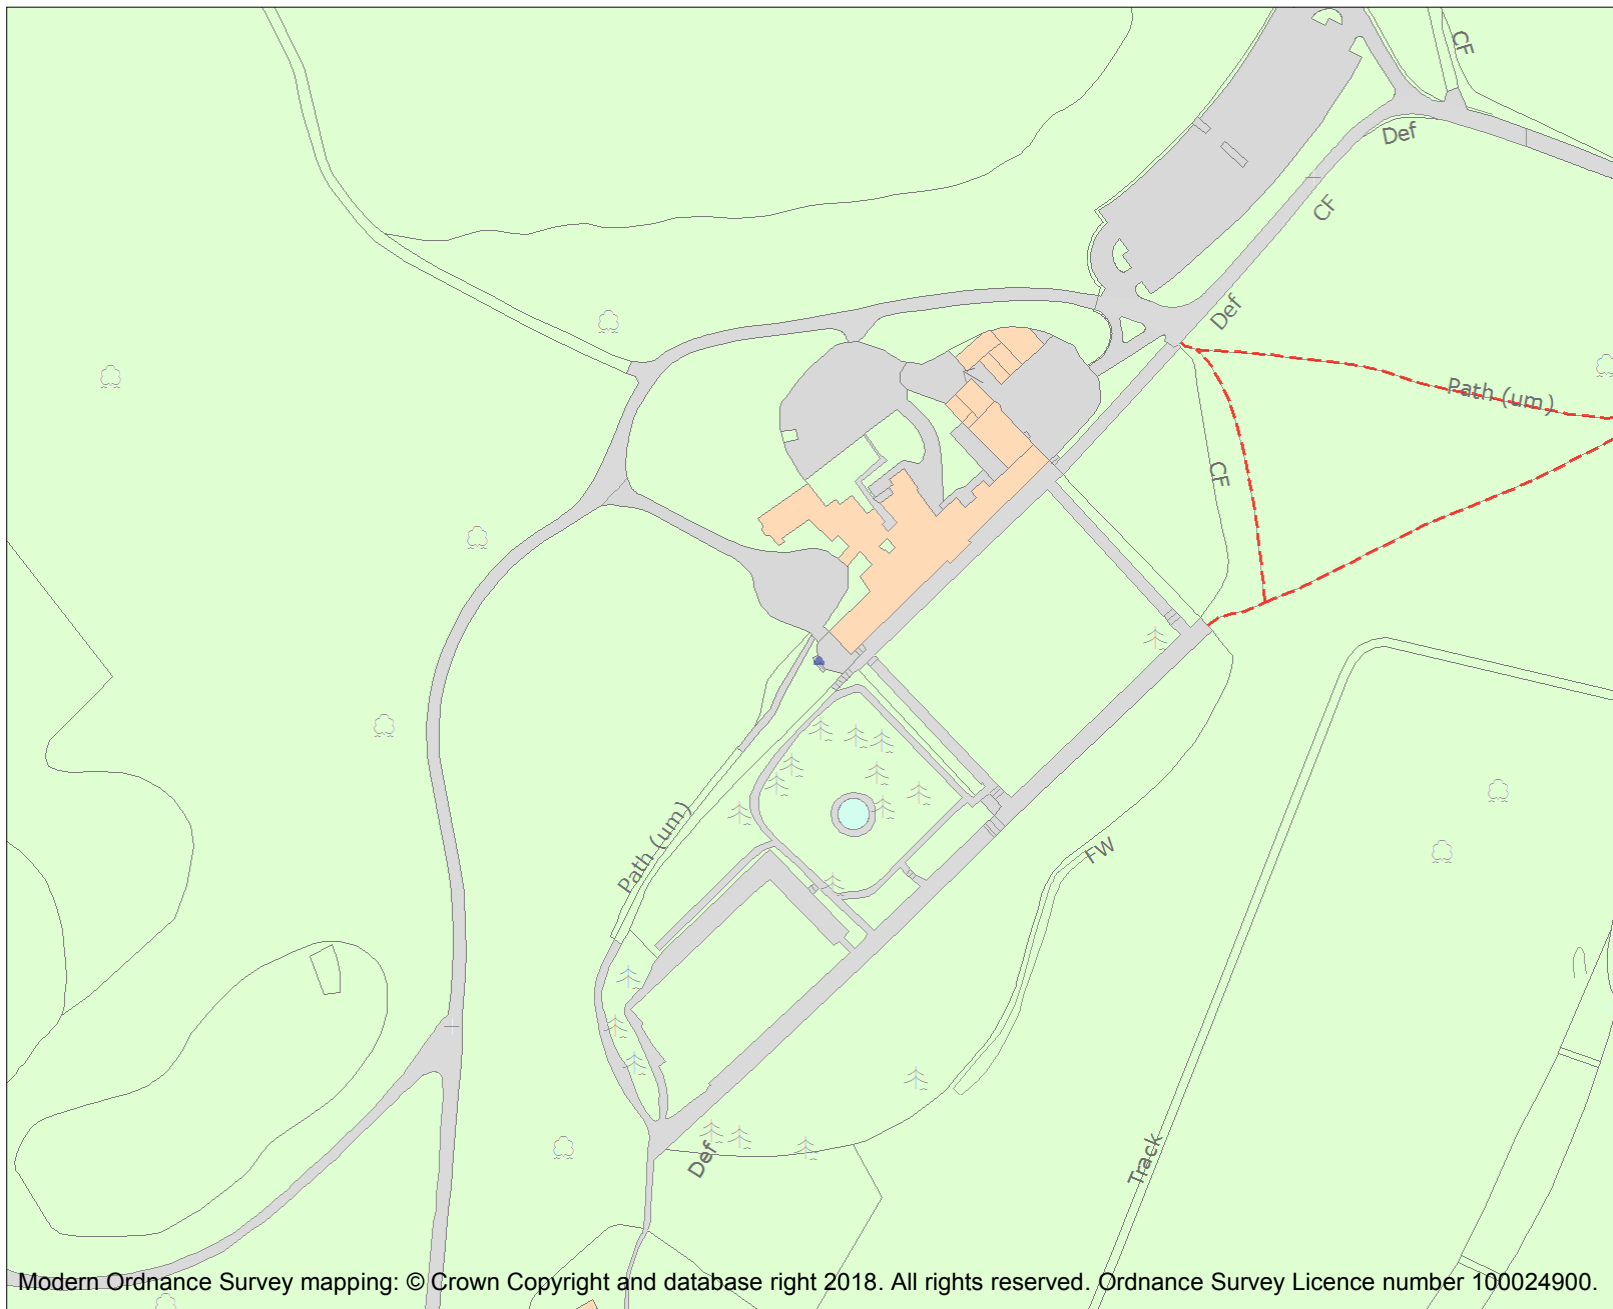 CF
Def
CF
Def
Path (um)
CF
Path (um)
FW
Def
Track
Modern Ordnance Survey mapping: © Crown Copyright and database right 2018. All rights reserved. Ordnance Survey Licence number 100024900.